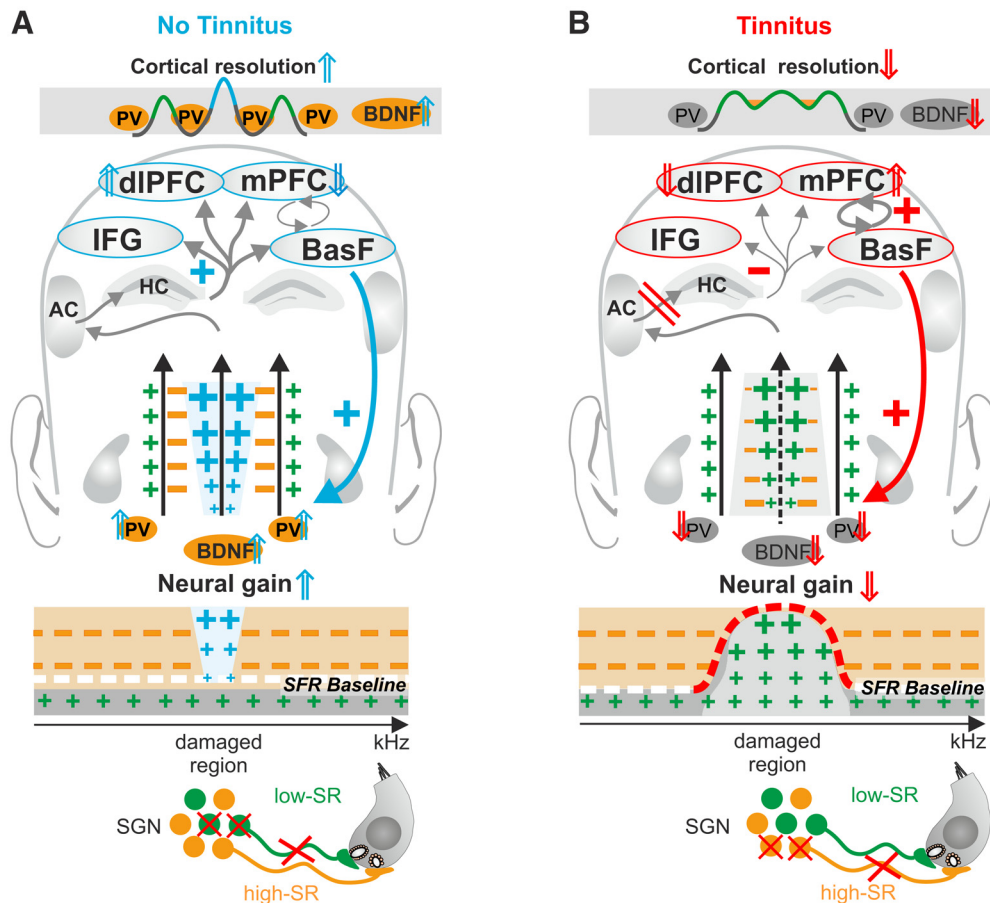 A
No Tinnitus
Cortical resolution
PV
PV
PV
PV
BDNF
dlPFC
mPFC
IFG
BasF
+
HC
AC
+
PV
PV
BDNF
Neural gain
SFR Baseline
damaged
region
kHz
low-SR
SGN
high-SR
B
Tinnitus
Cortical resolution
PV
PV
BDNF
dlPFC
mPFC
+
IFG
BasF
–
HC
AC
+
PV
PV
BDNF
Neural gain
SFR Baseline
damaged
region
kHz
low-SR
SGN
high-SR